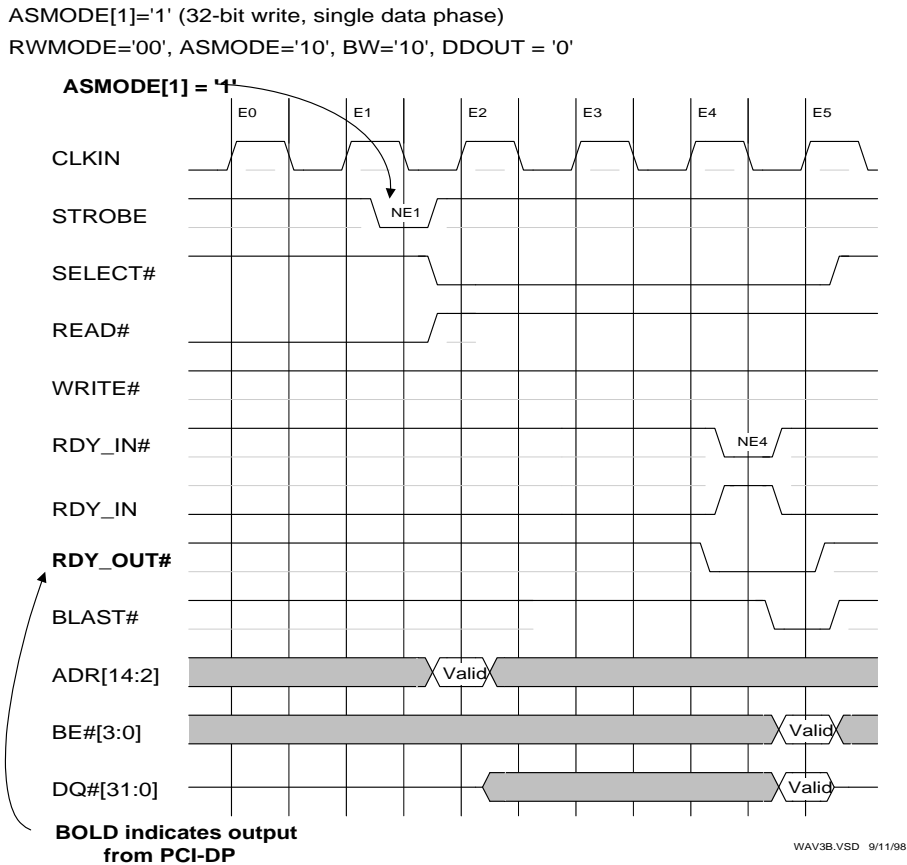 ASMODE[1]='1' (32-bit write, single data phase)
RWMODE='00', ASMODE='10', BW='10', DDOUT = '0'
ASMODE[1] = '1'
E0 E1 E2 E3 E4 E5
CLKIN
STROBE NE1
SELECT#
READ#
WRITE#
RDY_IN# NE4
RDY_IN
RDY_OUT#
BLAST#
ADR[14:2] Valid
BE#[3:0] Valid
DQ#[31:0] Valid
BOLD indicates output
from PCI-DP
WAV3B.VSD 9/11/98